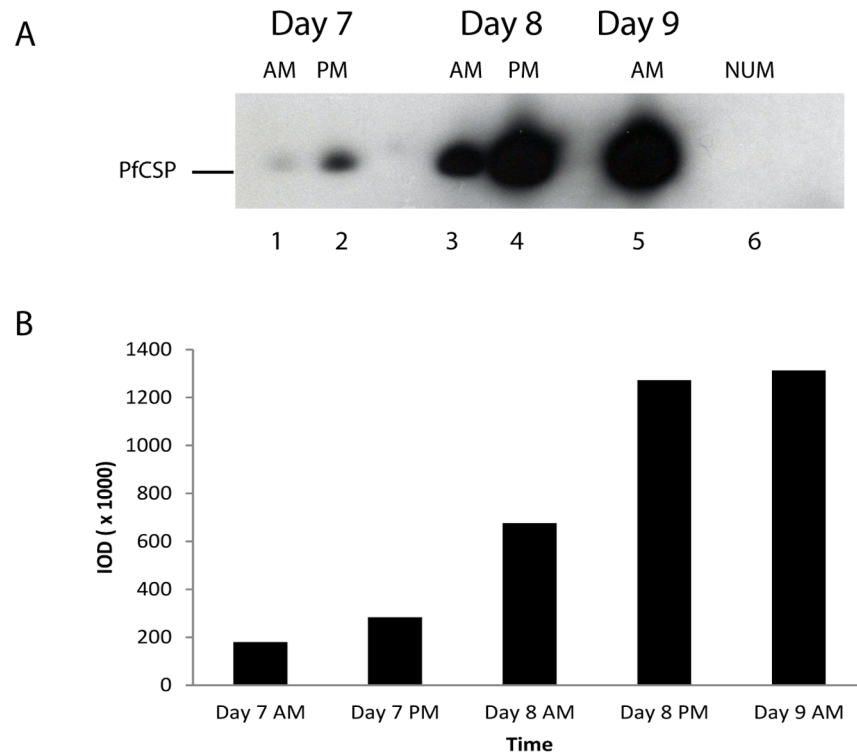 A
Day 7 Day 8 Day 9
AM PM AM PM AM NUM
PfCSP
1 2 3 4 5 6
B
1400
1200
1000
800
600
400
200
0
IOD ( x 1000)
Day 7 AM Day 7 PM Day 8 AM Day 8 PM Day 9 AM
Time